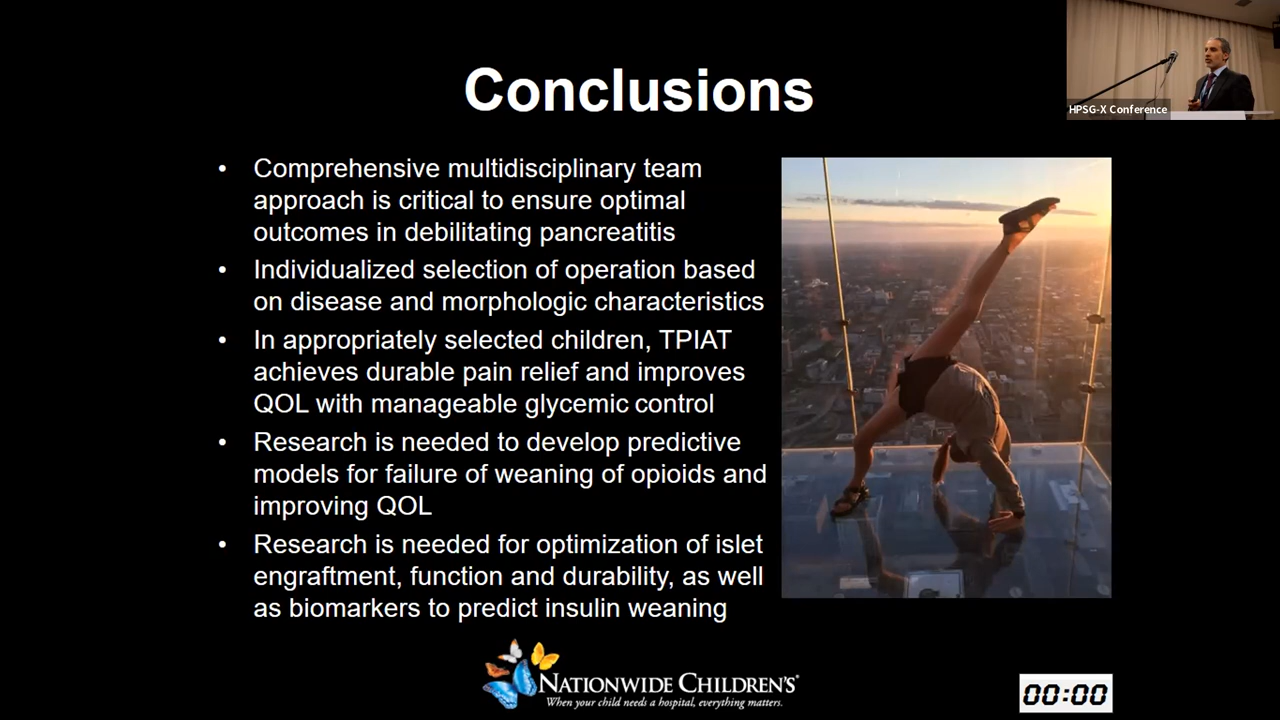 Conclusions
HPSG-X Conference
• Comprehensive multidisciplinary team
approach is critical to ensure optimal
outcomes in debilitating pancreatitis
• Individualized selection of operation based
on disease and morphologic characteristics
• In appropriately selected children, TPIAT
achieves durable pain relief and improves
QOL with manageable glycemic control
• Research is needed to develop predictive
models for failure of weaning of opioids and
improving QOL
• Research is needed for optimization of islet
engraftment, function and durability, as well
as biomarkers to predict insulin weaning
NATIONWIDE CHILDREN'S®
When your child needs a hospital, everything matters.
00:00